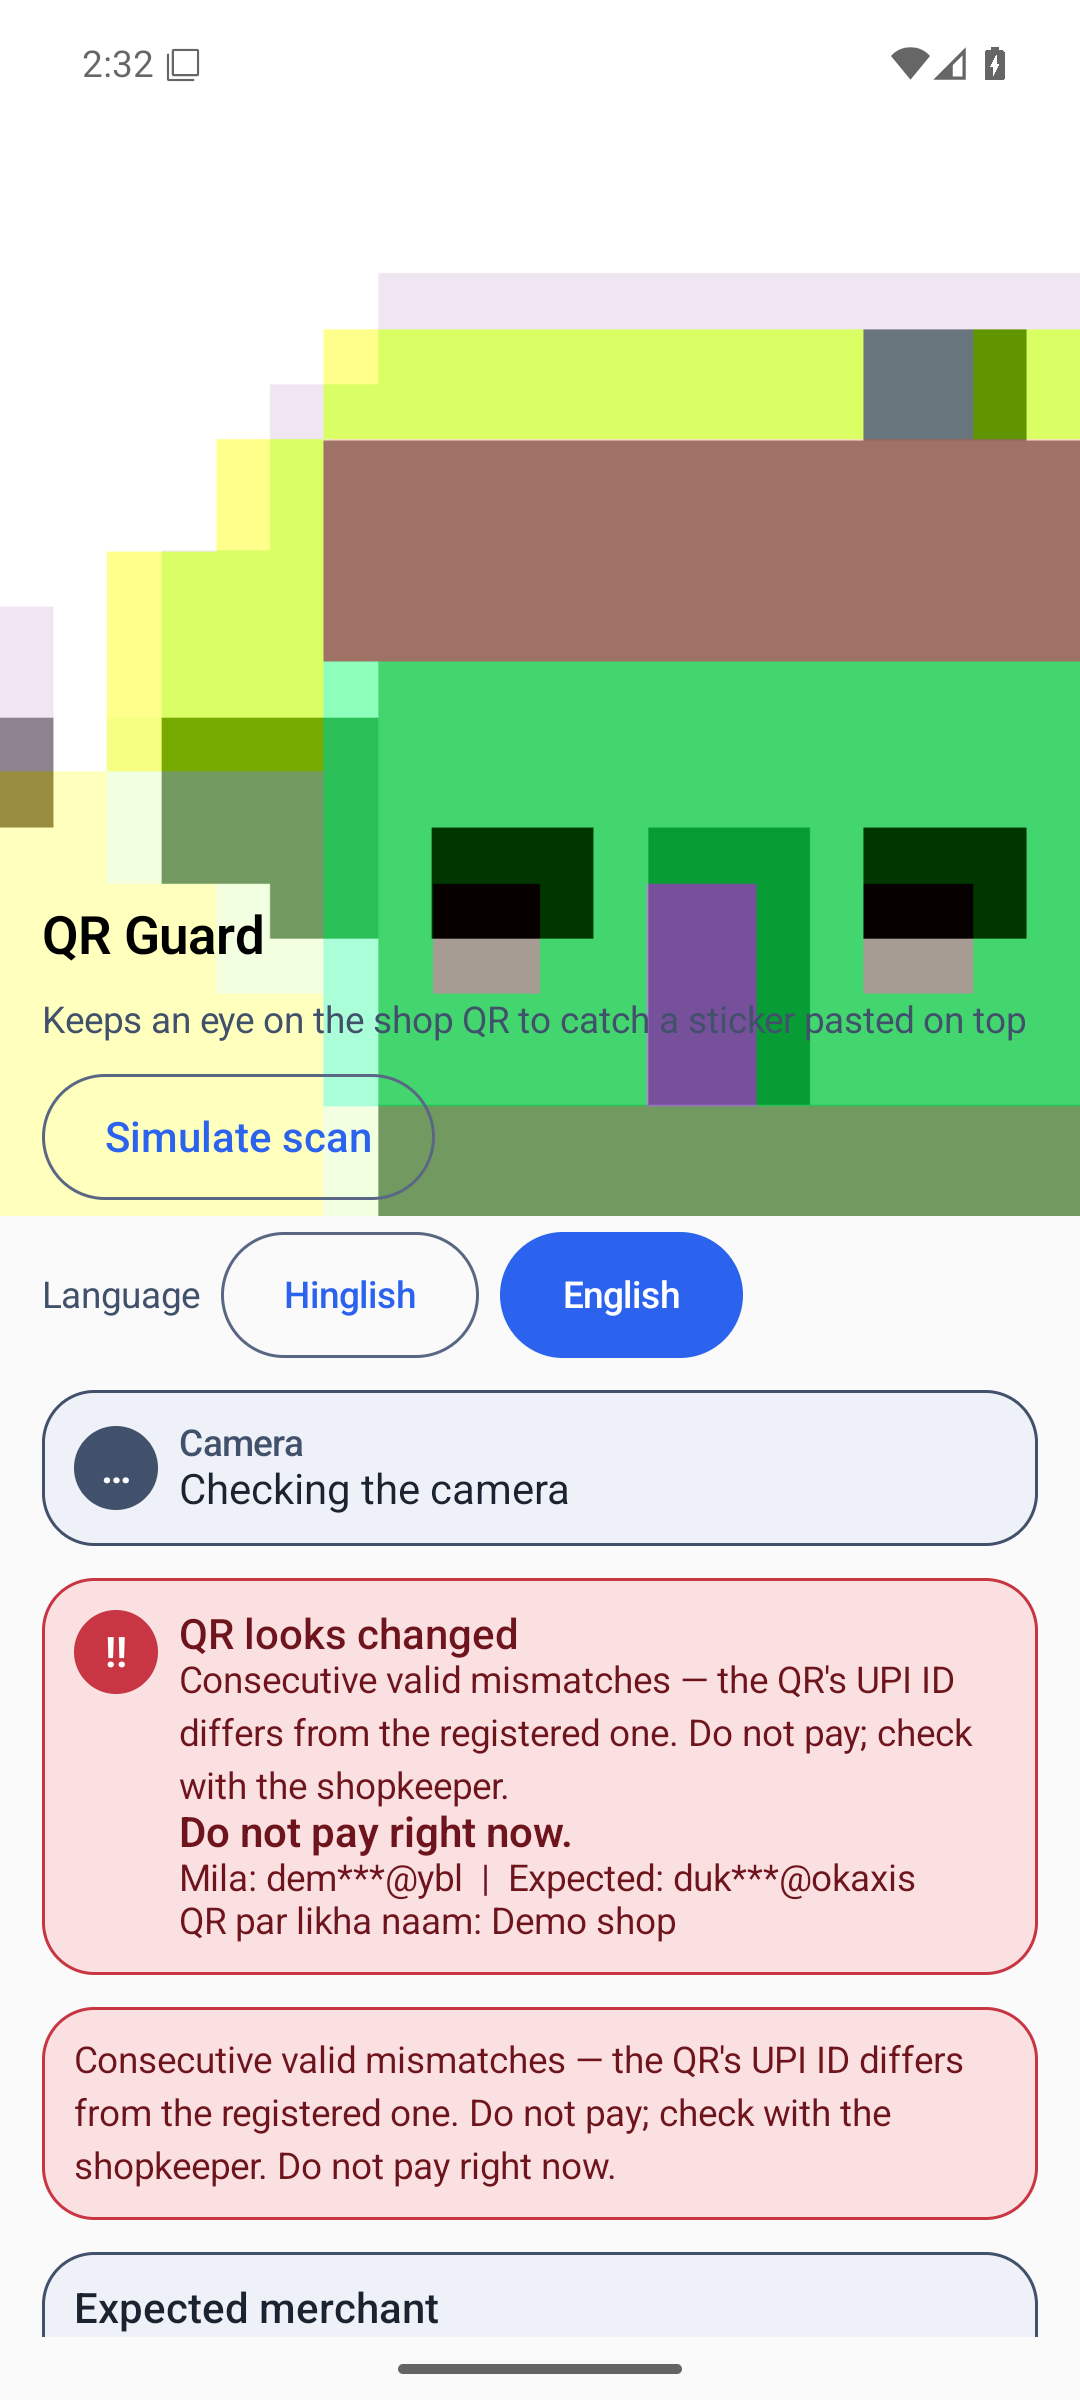 2:32
QR Guard
Keeps an eye on the shop QR to catch a sticker pasted on top
Simulate scan
Language
Hinglish
English
Camera
... Checking the camera
!! QR looks changed
Consecutive valid mismatches — the QR's UPI ID
differs from the registered one. Do not pay; check
with the shopkeeper.
Do not pay right now.
Mila: dem***@ybl | Expected: duk***@okaxis
QR par likha naam: Demo shop
Consecutive valid mismatches — the QR's UPI ID differs
from the registered one. Do not pay; check with the
shopkeeper. Do not pay right now.
Expected merchant